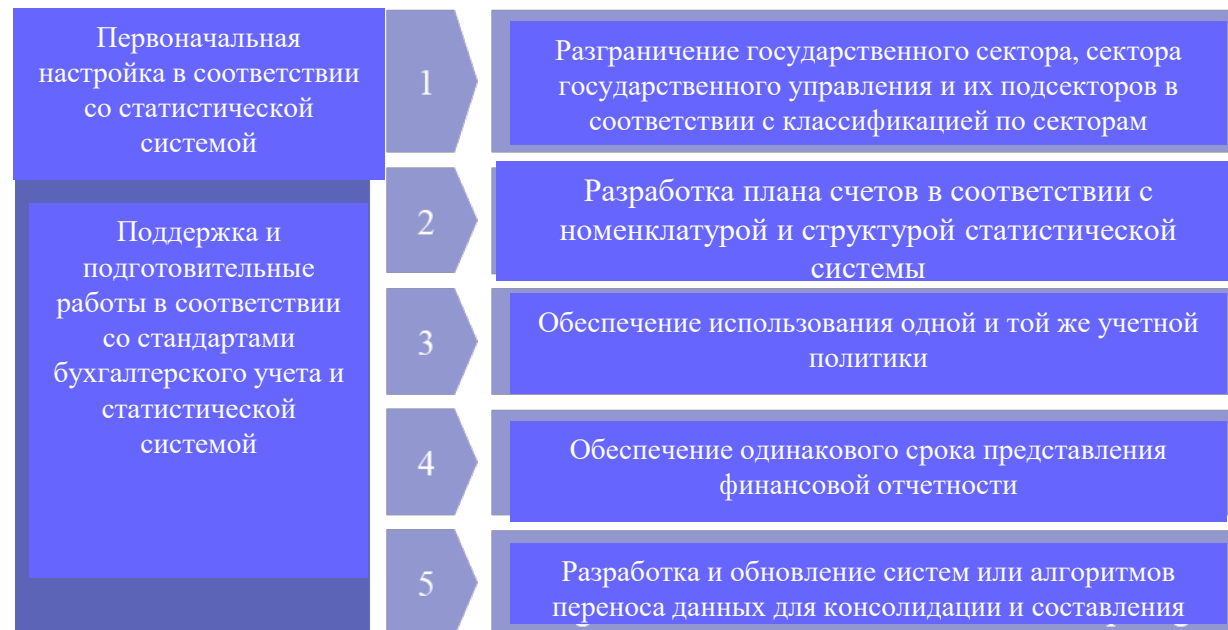 Первоначальная
настройка в соответствии
со статистической
системой
Поддержка и
подготовительные
работы в соответствии
со стандартами
бухгалтерского учета и
статистической
системой
1
Разграничение государственного сектора, сектора
государственного управления и их подсекторов в
соответствии с классификацией по секторам
2
Разработка плана счетов в соответствии с
номенклатурой и структурой статистической
системы
3
Обеспечение использования одной и той же учетной
политики
4
Обеспечение одинакового срока представления
финансовой отчетности
5
Разработка и обновление систем или алгоритмов
переноса данных для консолидации и составления